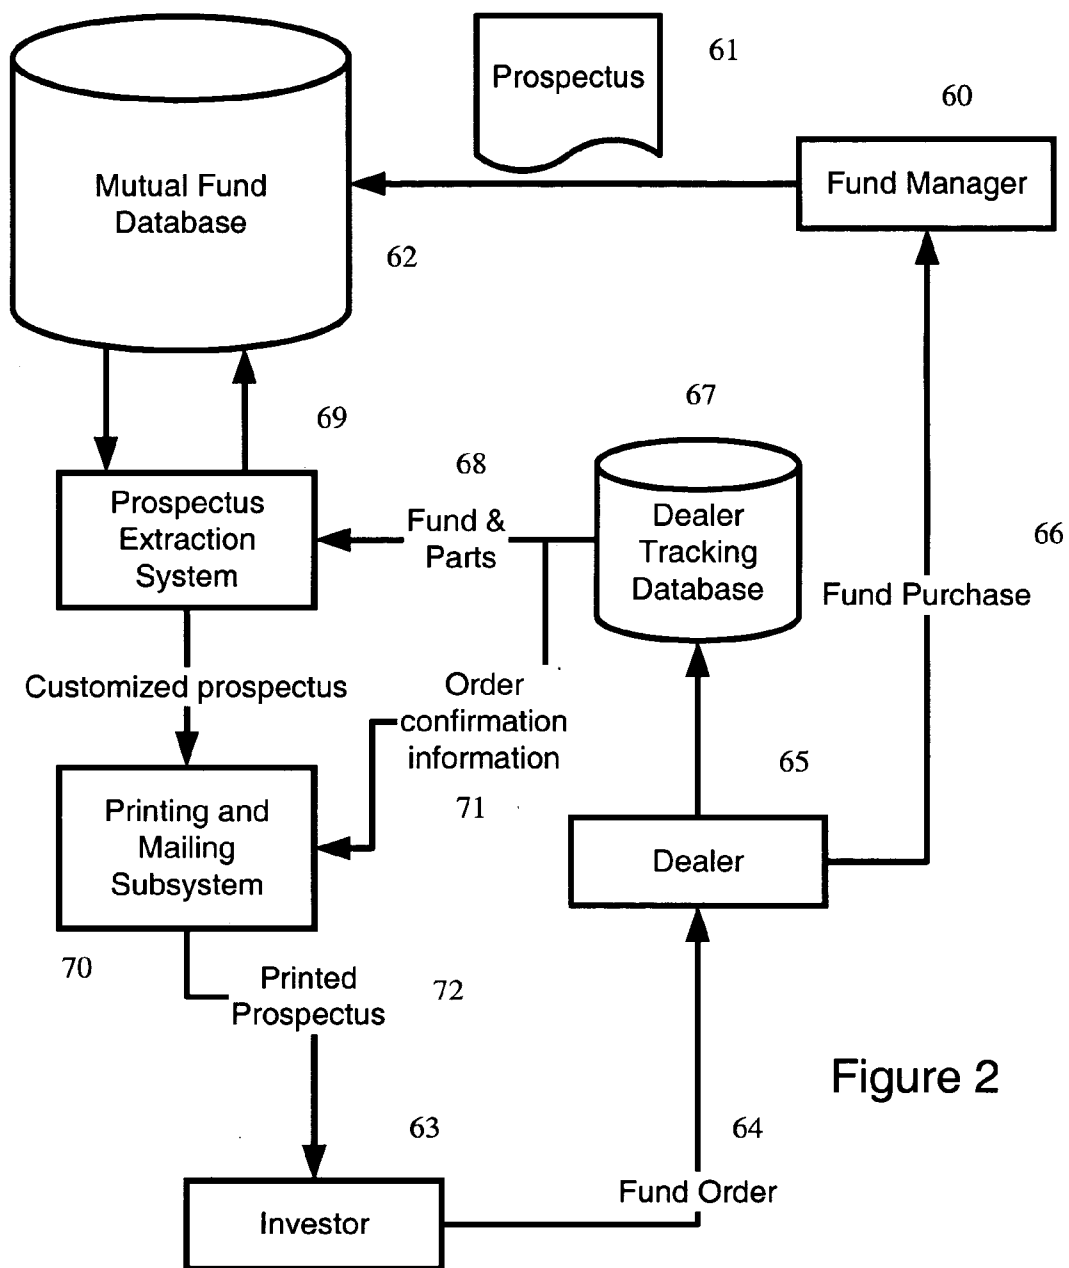 61
Prospectus
60
Fund Manager
Mutual Fund
Database
62
67
69
68
Prospectus
Extraction
System
Fund &
Parts
Dealer
Tracking
Database
66
Fund Purchase
Customized prospectus
Order
confirmation
information
71
65
Printing and
Mailing
Subsystem
Dealer
70
Printed
Prospectus
72
Figure 2
63
64
Fund Order
Investor